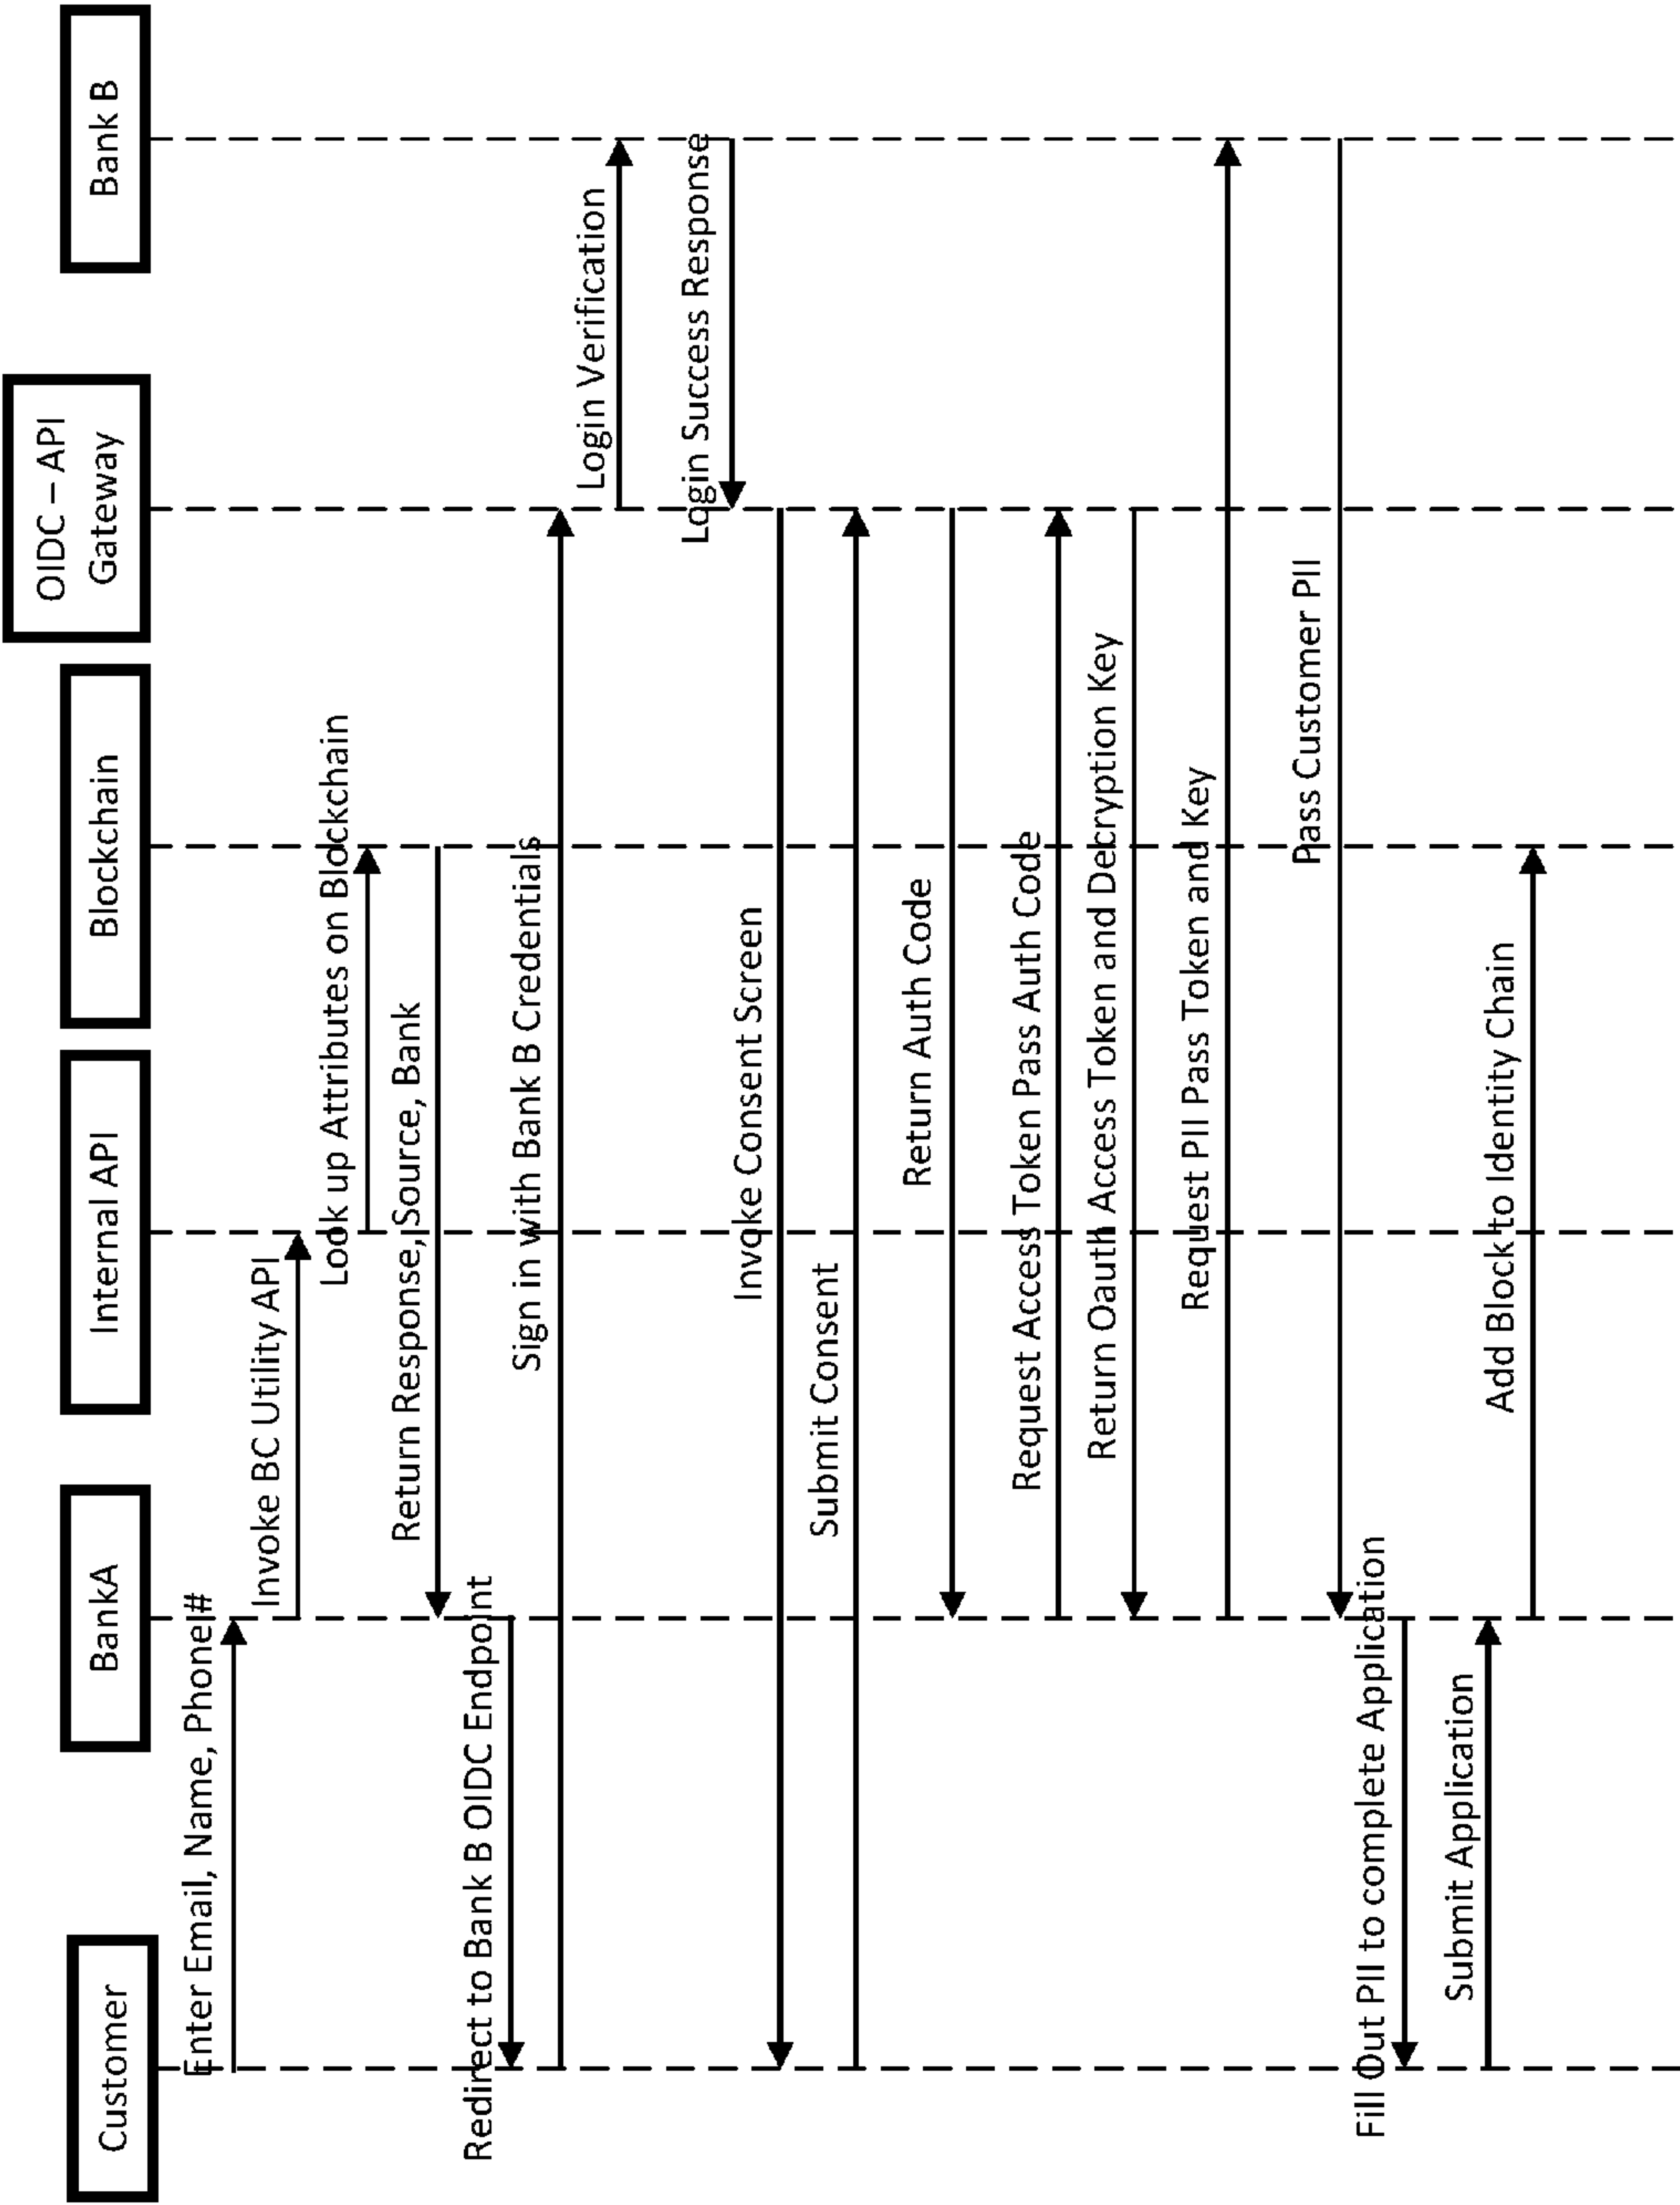 Customer
BankA
Internal API
Blockchain
OIDC – API
Gateway
Bank B
Enter Email, Name, Phone#
Invoke BC Utility API
Look up Attributes on Blockchain
Return Response, Source, Bank
Redirect to Bank B OIDC Endpoint
Sign in with Bank B Credentials
Login Verification
Login Success Response
Invoke Consent Screen
Submit Consent
Return Auth Code
Request Access Token Pass Auth Code
Return Oauth Access Token and Decryption Key
Request PII Pass Token and Key
Pass Customer PII
Fill Out PII to complete Application
Submit Application
Add Block to Identity Chain